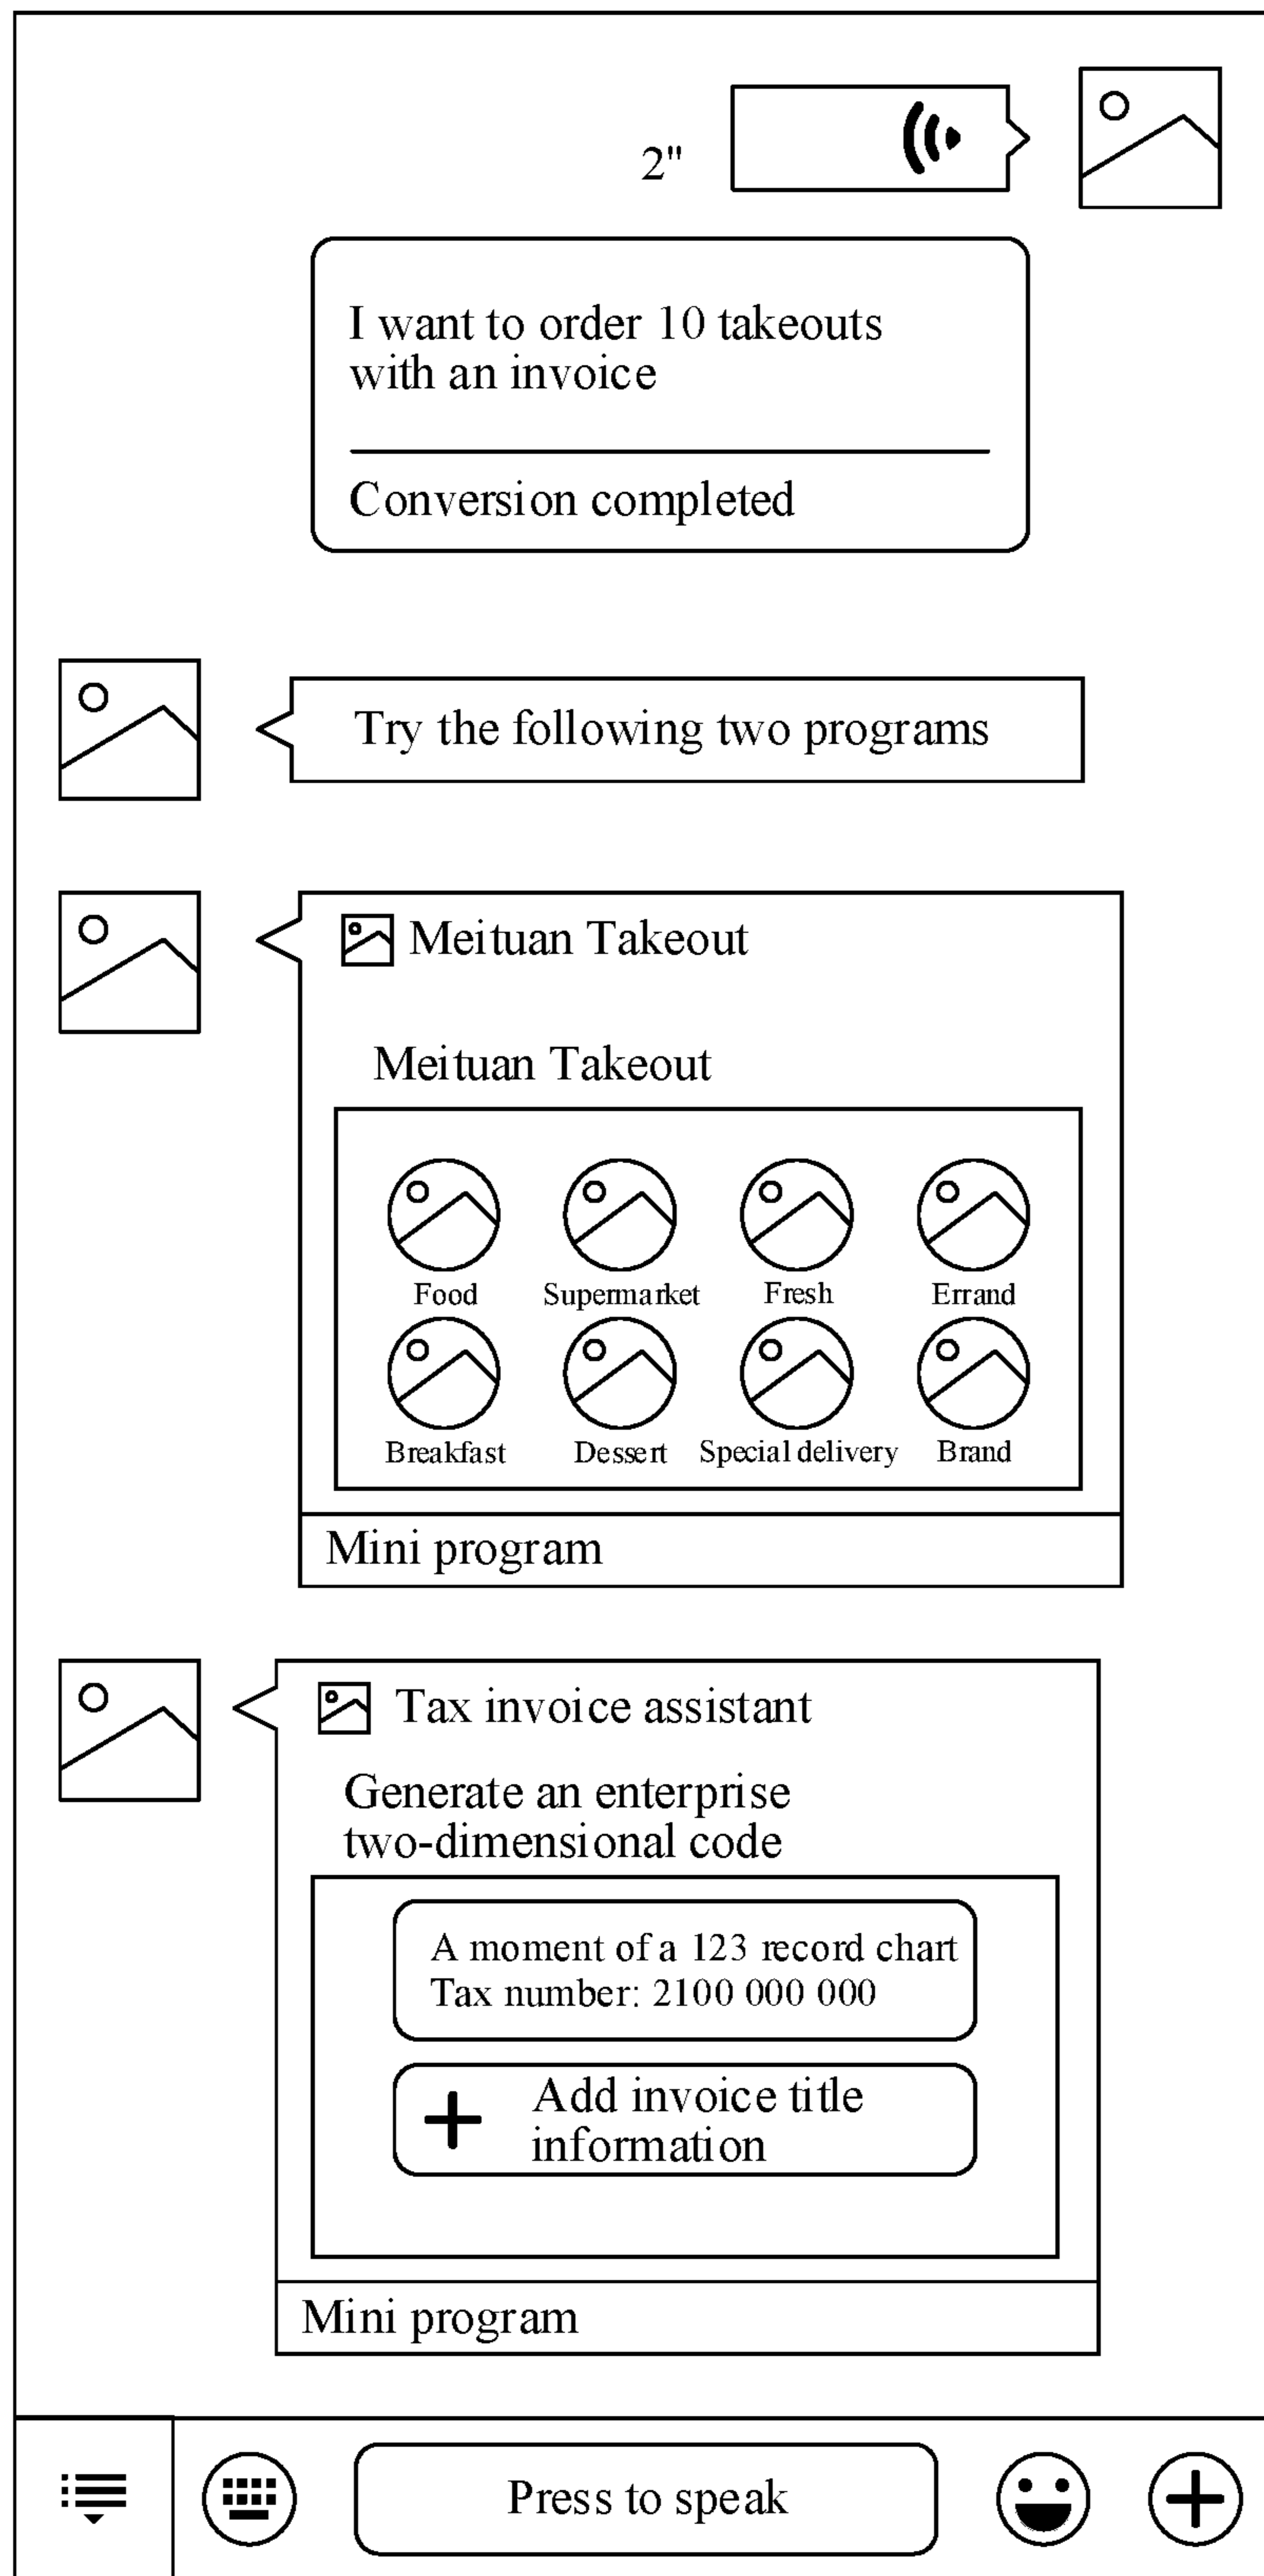 2"
I want to order 10 takeouts
with an invoice
Conversion completed
Try the following two programs
Meituan Takeout
Meituan Takeout
Food Supermarket Fresh Errand
Breakfast Dessert Special delivery Brand
Mini program
Tax invoice assistant
Generate an enterprise
two-dimensional code
A moment of a 123 record chart
Tax number: 2100 000 000
Add invoice title
information
Mini program
Press to speak